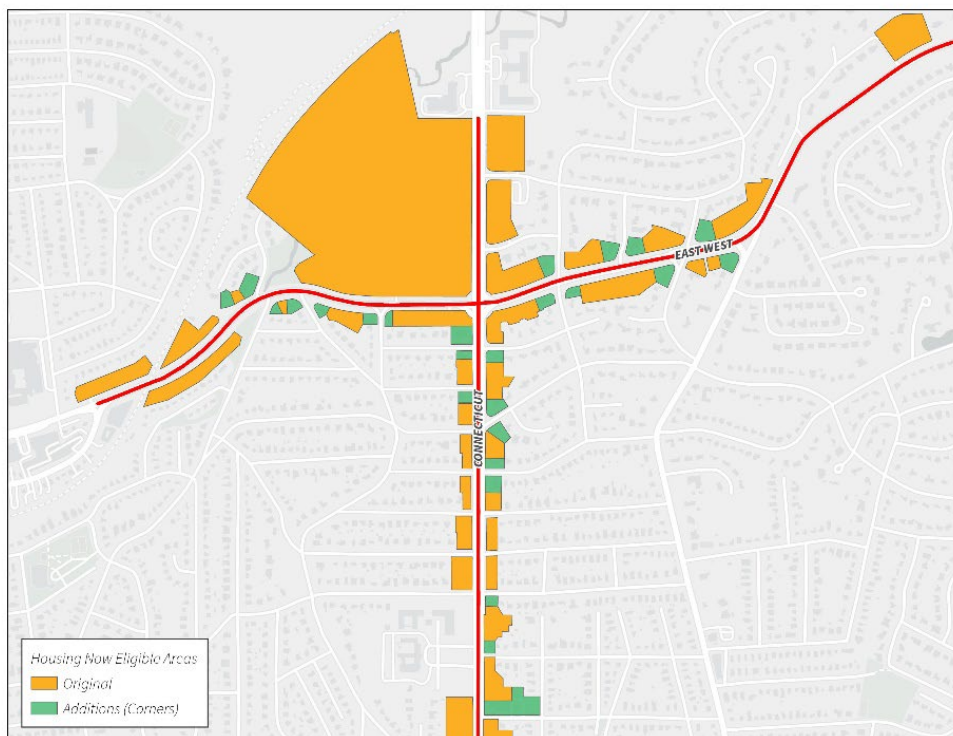 EAST WEST
CONNECTICUT
Housing Now Eligible Areas
Original
Additions (Corners)